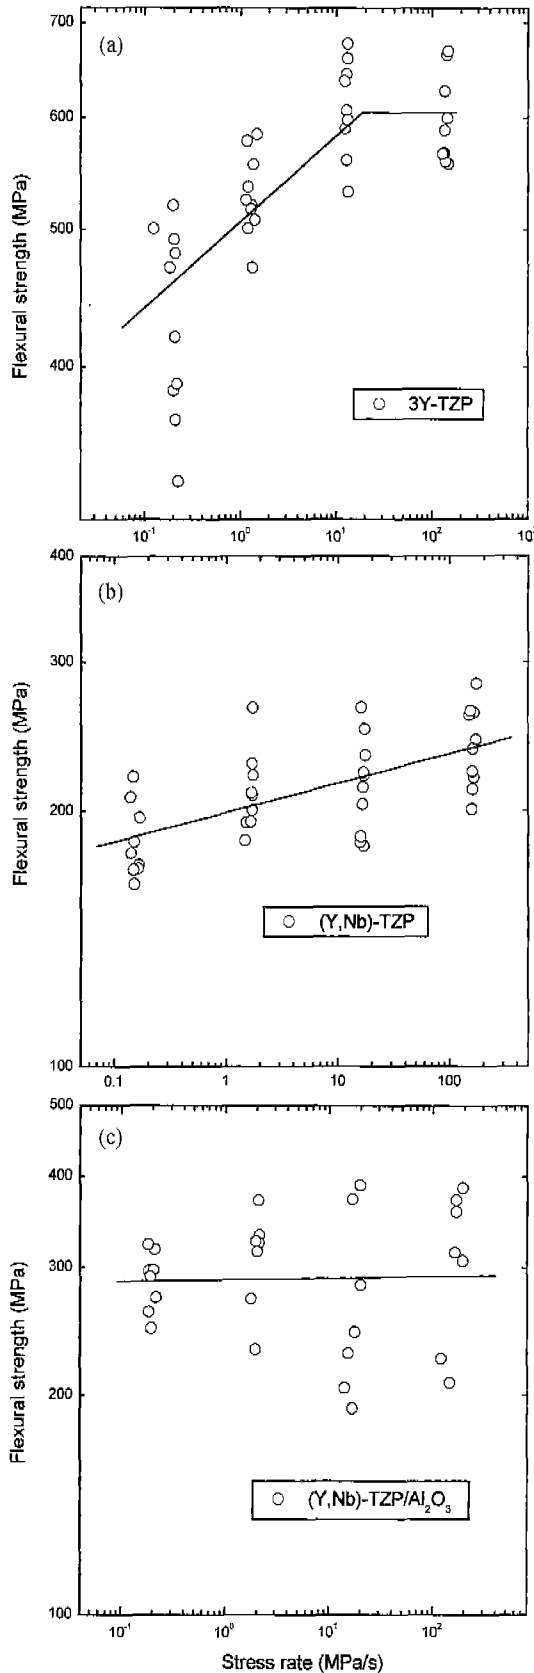 700
(a)
600
500
400
Flexural strength (MPa)
○ 3Y-TZP
10⁻¹ 10⁰ 10¹ 10² 10³
400
(b)
300
200
100
Flexural strength (MPa)
○ (Y,Nb)-TZP
0.1 1 10 100
500
(c)
400
300
200
100
Flexural strength (MPa)
○ (Y,Nb)-TZP/Al₂O₃
10⁻¹ 10⁰ 10¹ 10²
Stress rate (MPa/s)